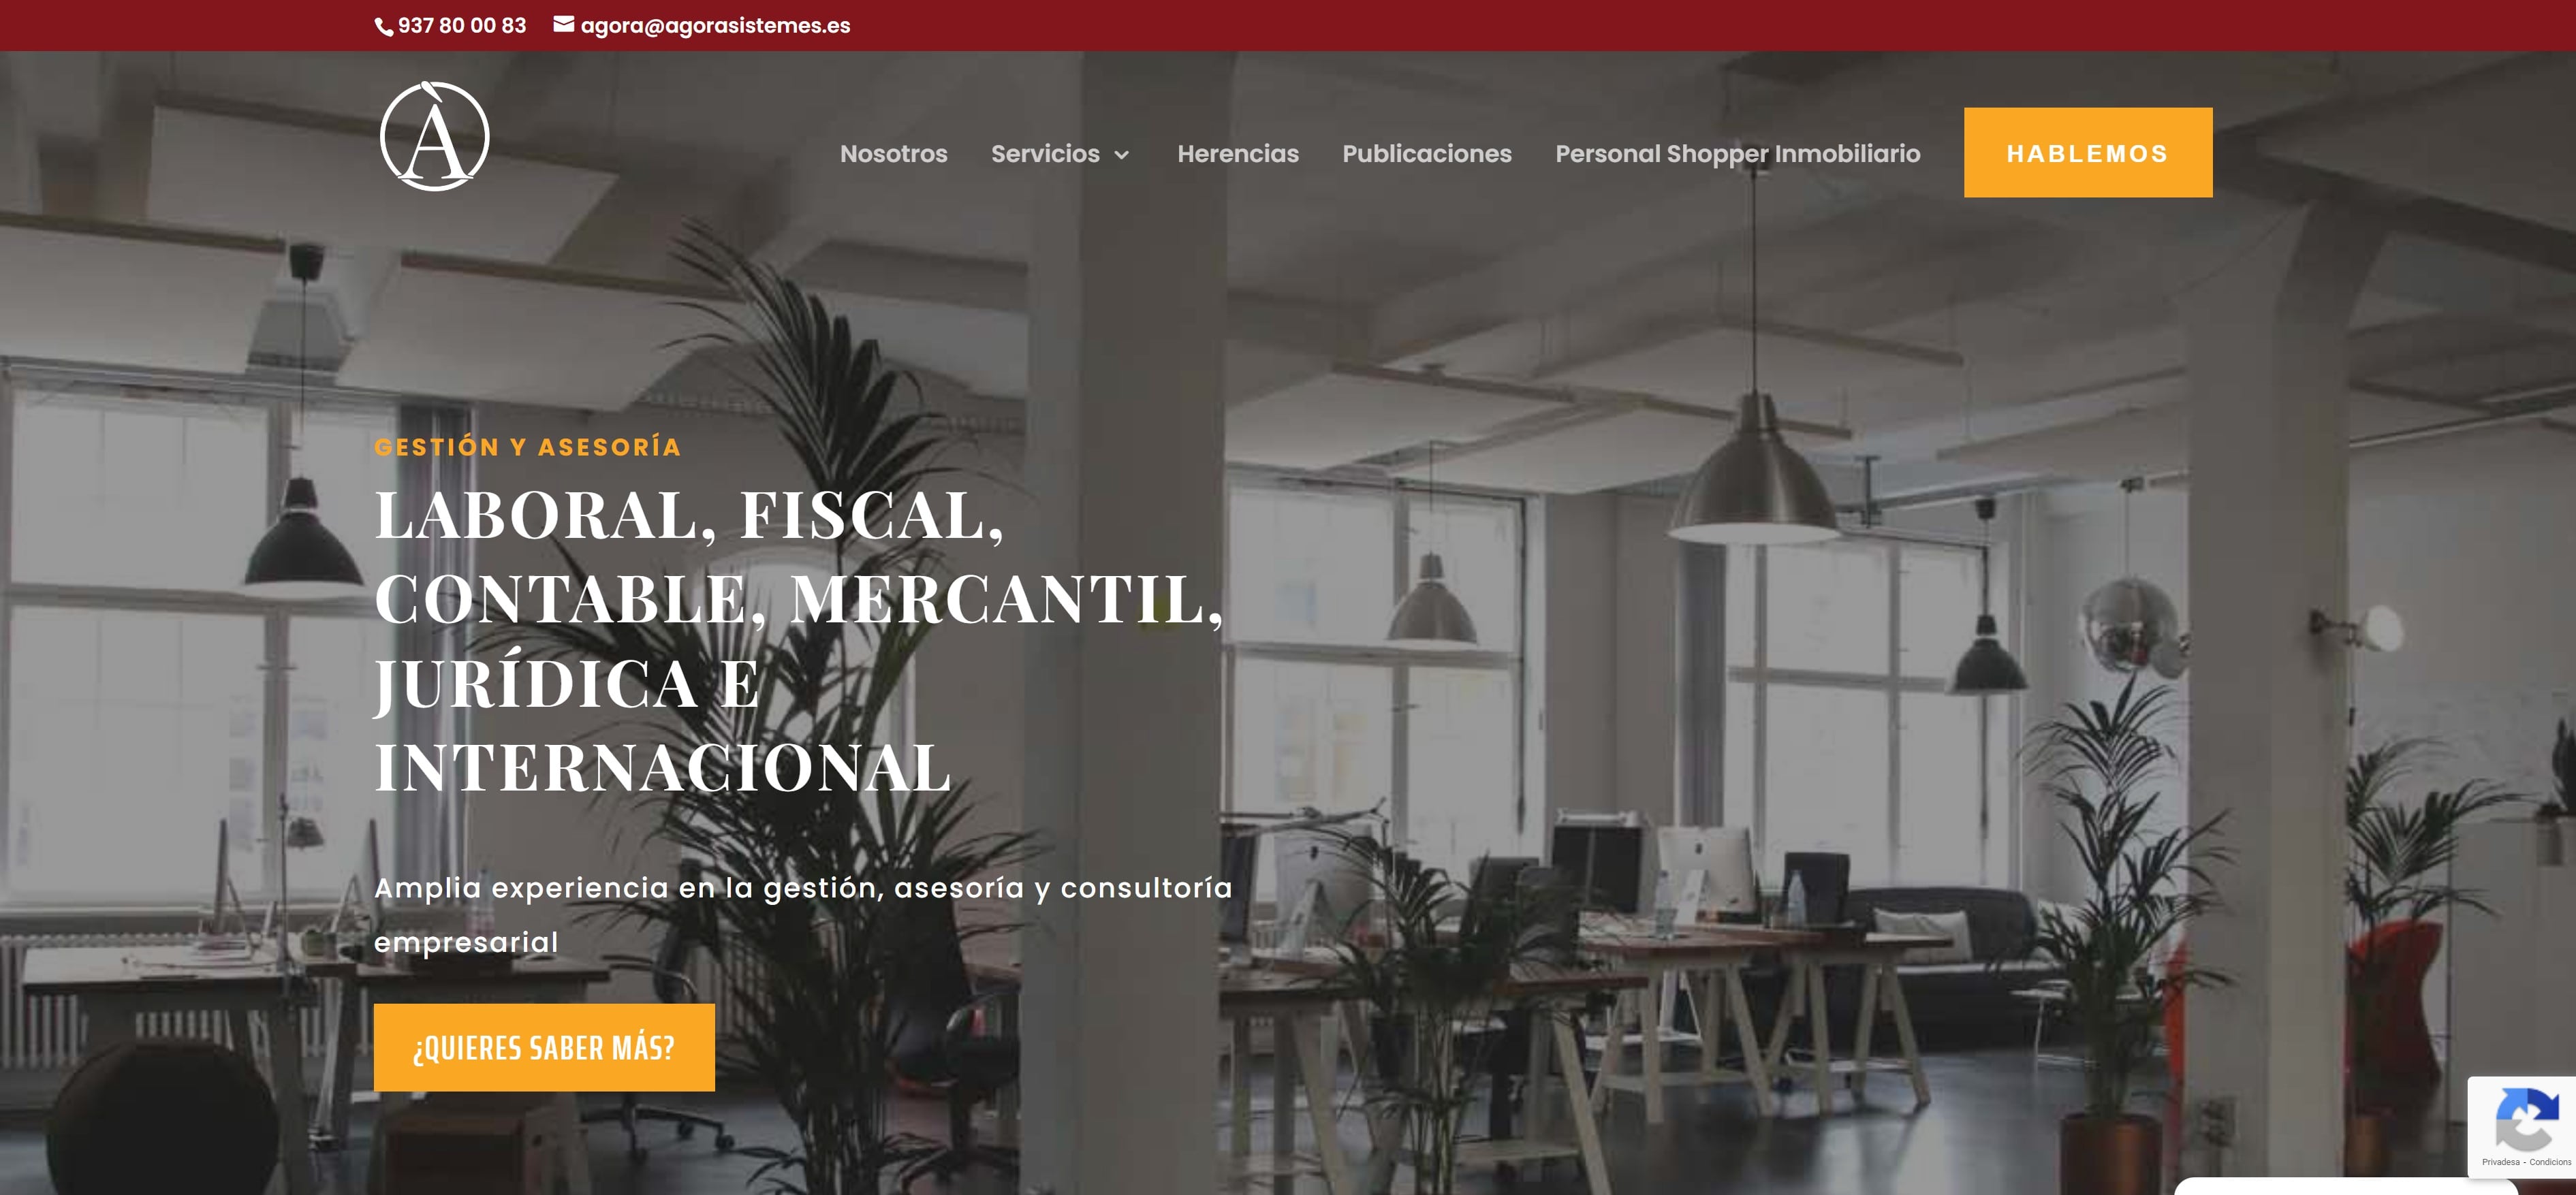 937 80 00 83 agora@agorasistemes.es
À
Nosotros Servicios Herencias Publicaciones Personal Shopper Inmobiliario HABLEMOS
GESTIÓN Y ASESORÍA
LABORAL, FISCAL,
CONTABLE, MERCANTIL,
JURÍDICA E
INTERNACIONAL
Amplia experiencia en la gestión, asesoría y consultoría
empresarial
¿QUIERES SABER MÁS?
Privadesa - Condicions